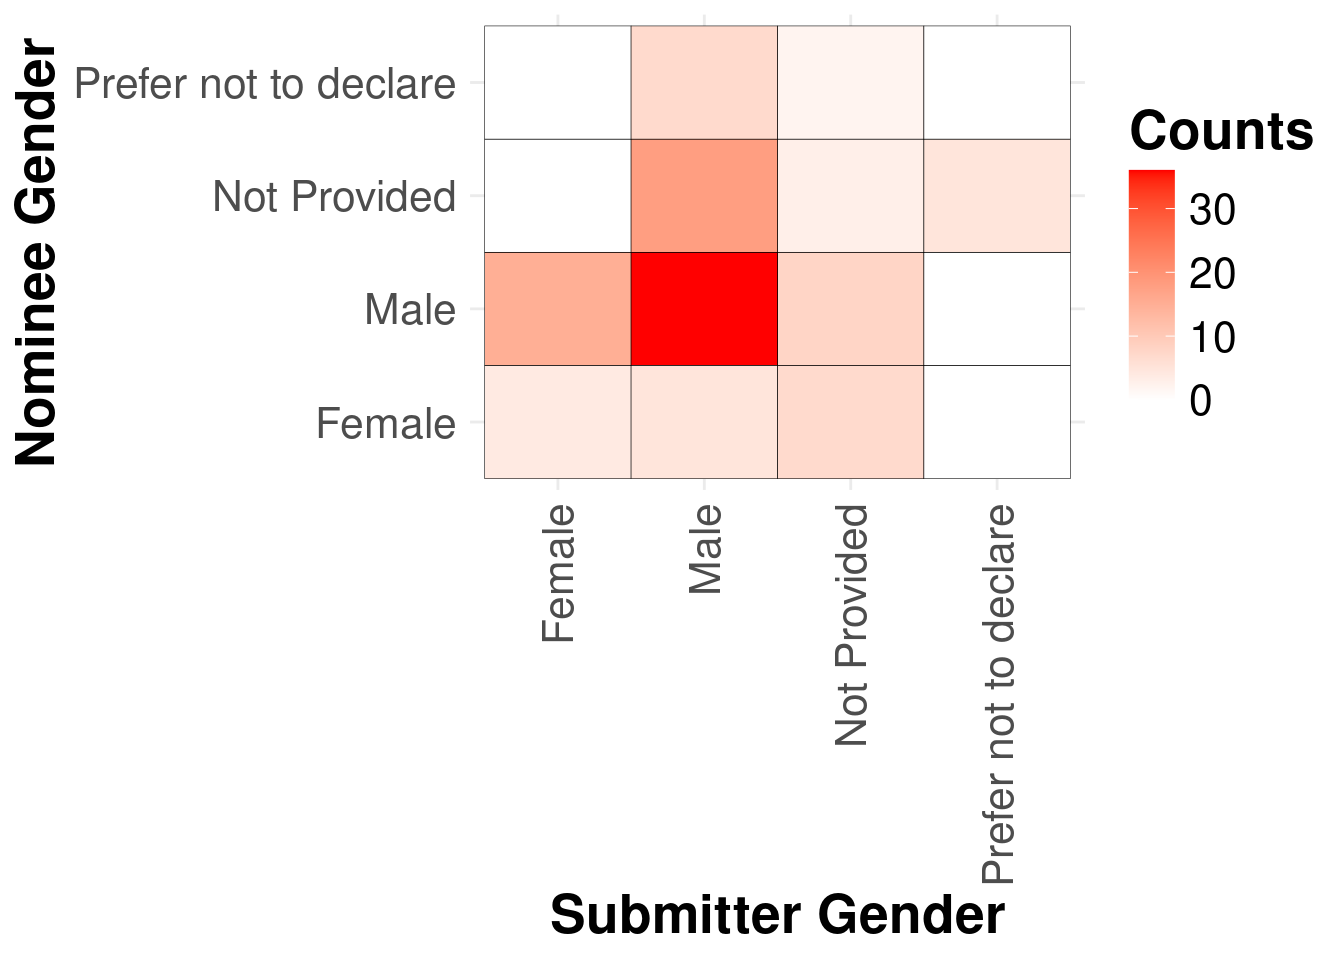 Nominee Gender
Prefer not to declare
Not Provided
Male
Female
Female
Male
Not Provided
Prefer not to declare
Submitter Gender
Counts
30
20
10
0